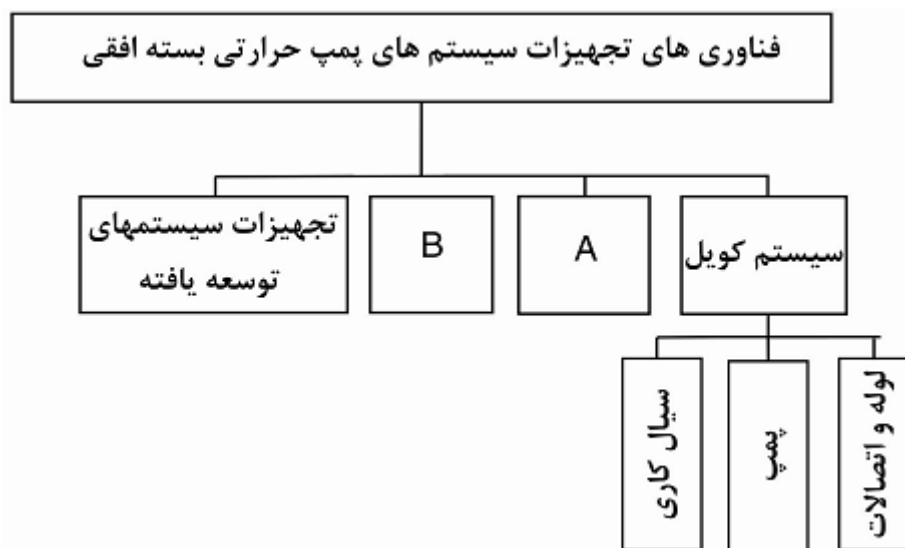 فناوری های تجهیزات سیستم های پمپ حرارتی بسته افقی
سیستم کویل
A
B
تجهیزات سیستمهای
توسعه یافته
لوله و اتصالات
پمپ
سیال کاری